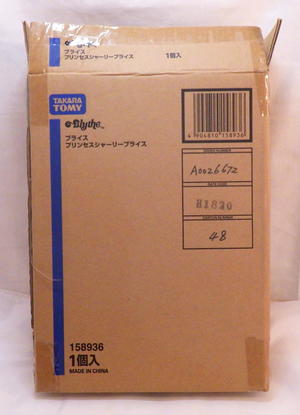 Blythe
ブライス
プリンセスシャーリーブライス 1個入
TAKARA
TOMY
Blythe™
ブライス
プリンセスシャーリーブライス
4 904810 158936
A0026672
H1820
48
158936
1個入
MADE IN CHINA